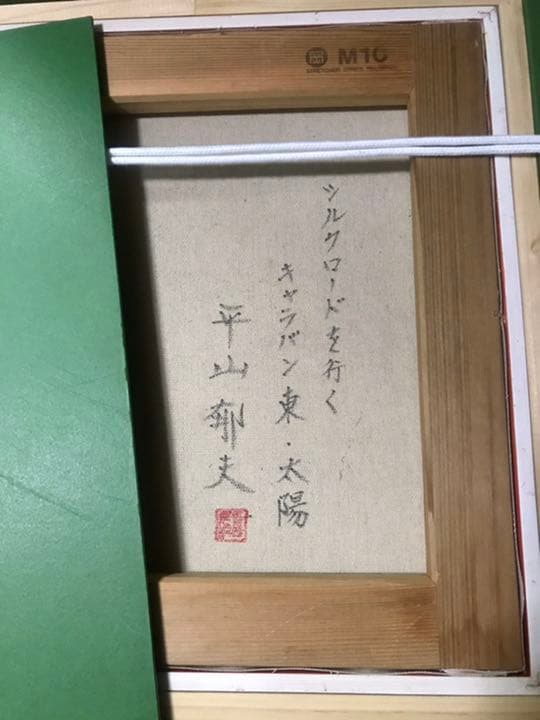 シルクロードを行く
キャラバン東・太陽
平山郁夫
M10